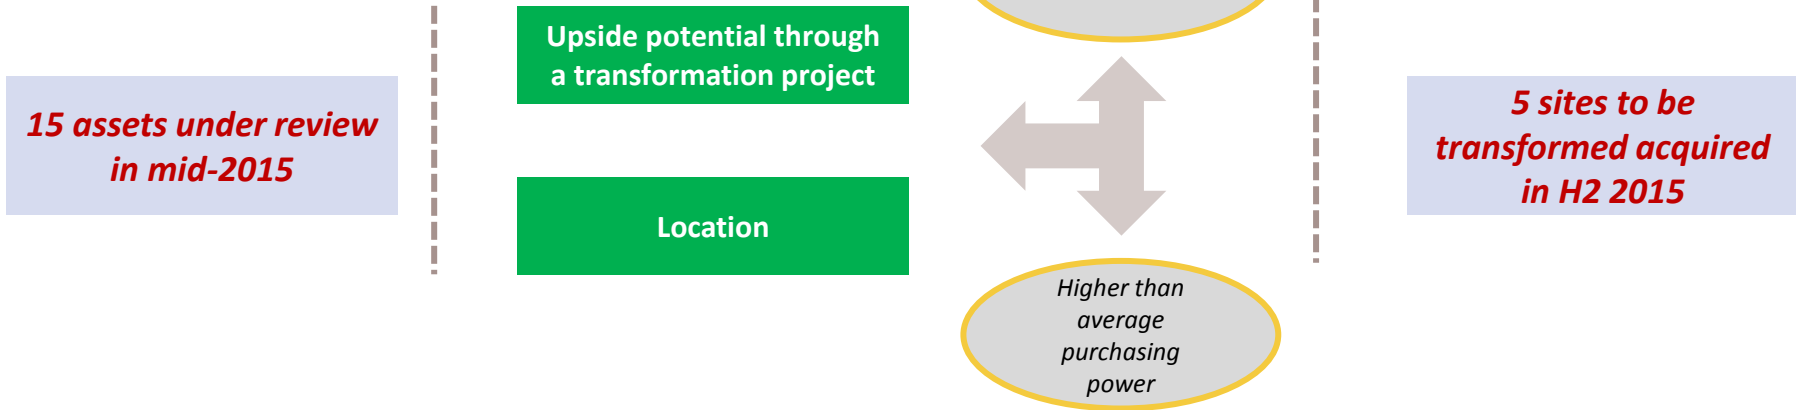 15 assets under review
in mid-2015
Upside potential through
a transformation project
Location
Higher than
average
purchasing
power
5 sites to be
transformed acquired
in H2 2015